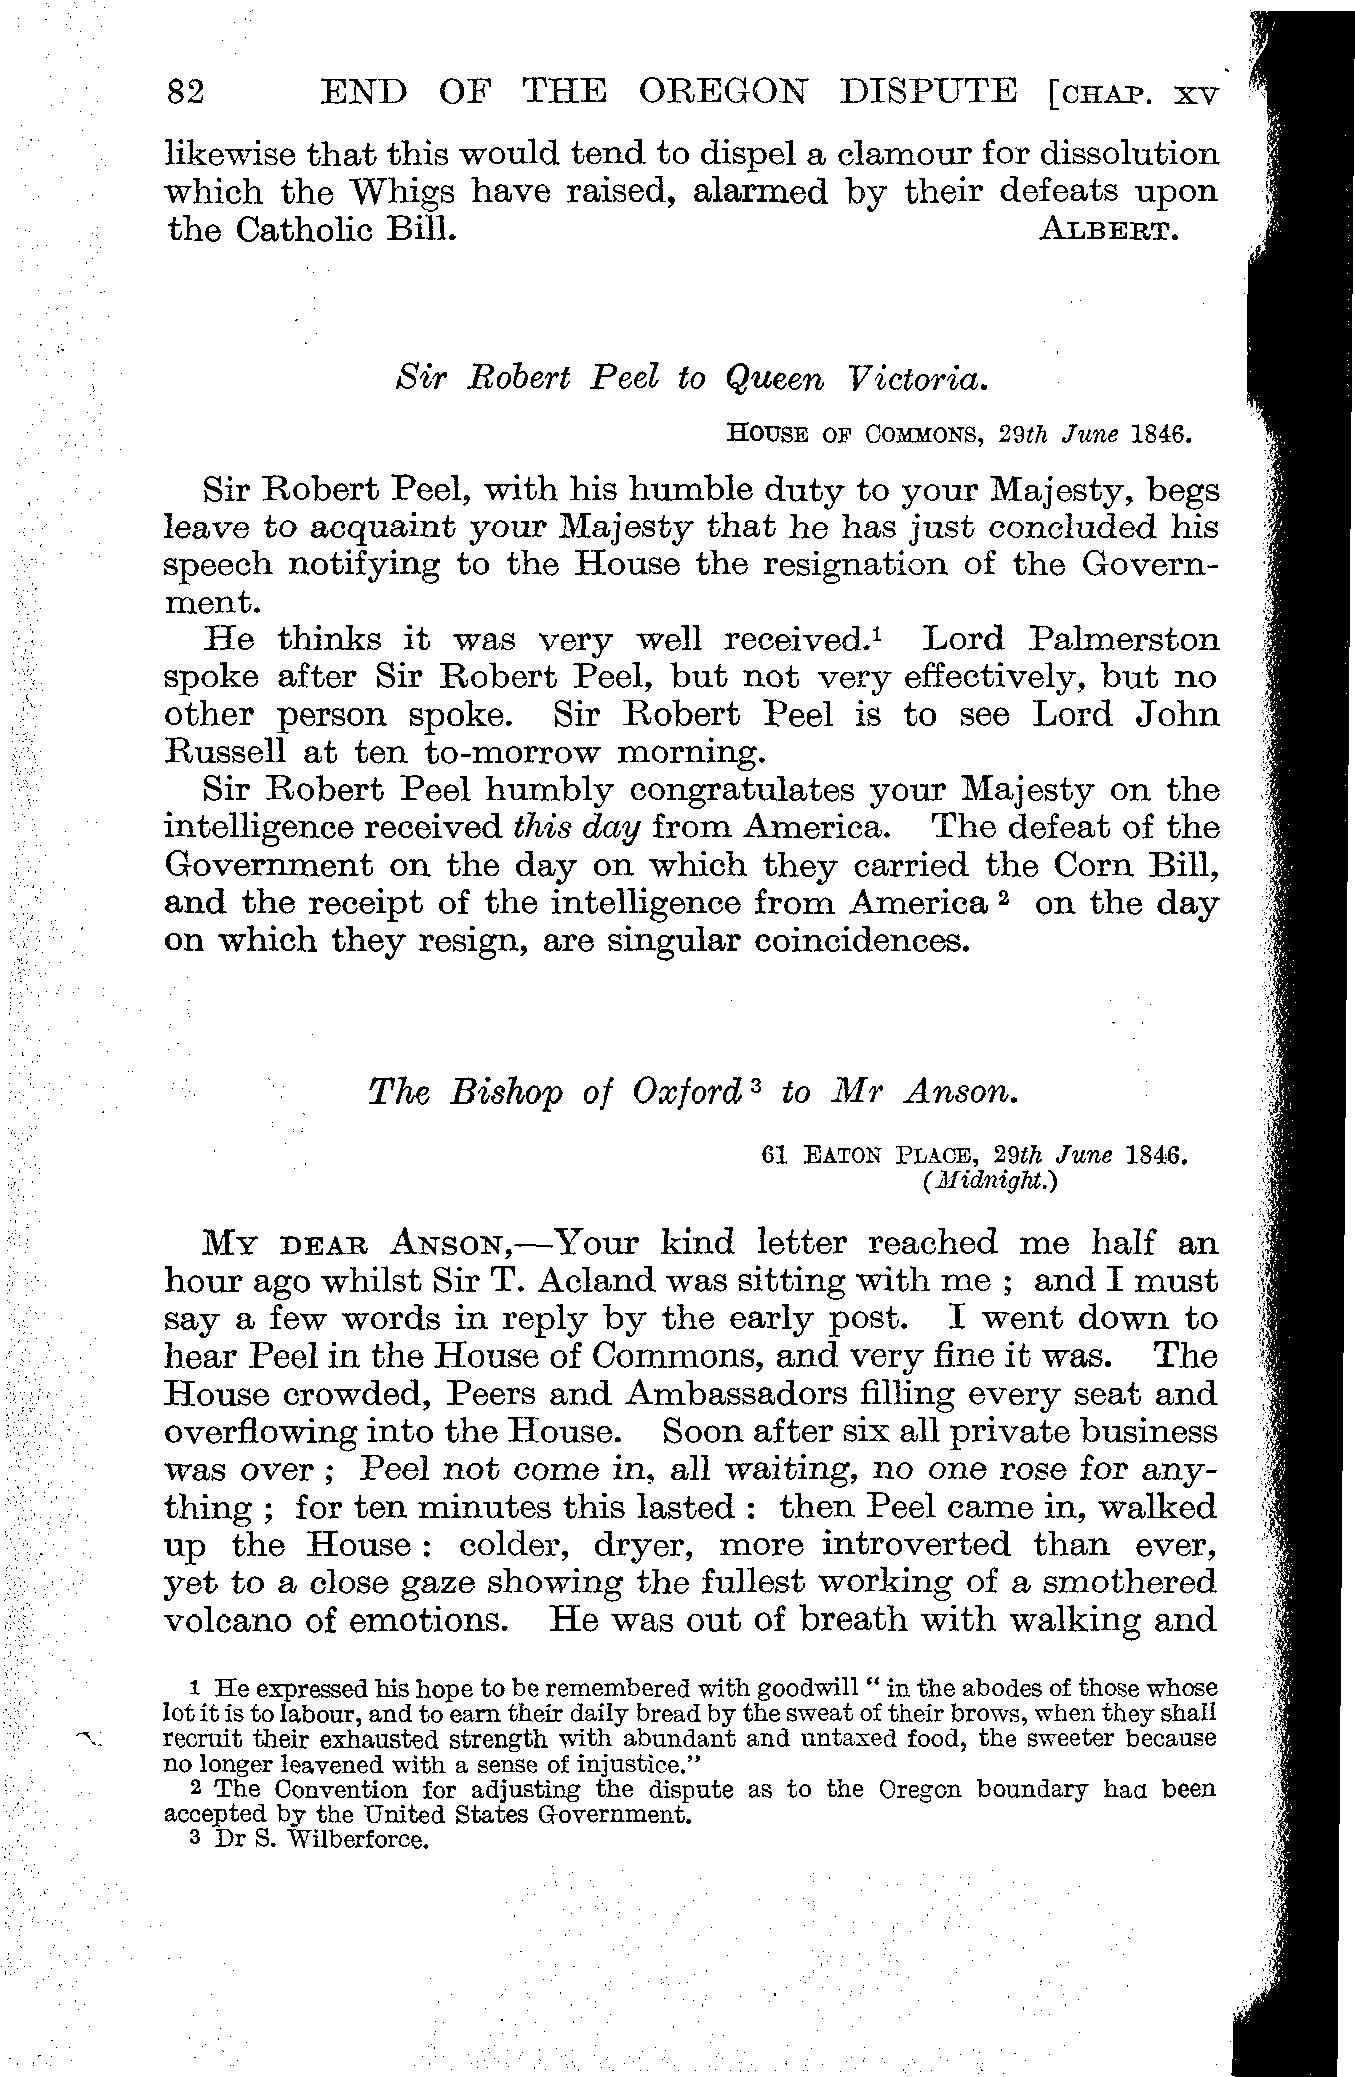 82 END OF THE OREGON DISPUTE [CHAP. XV
likewise that this would tend to dispel a clamour for dissolution
which the Whigs have raised, alarmed by their defeats upon
the Catholic Bill. ALBERT.
Sir Robert Peel to Queen Victoria.
HOUSE OF COMMONS, 29th June 1846.
Sir Robert Peel, with his humble duty to your Majesty, begs
leave to acquaint your Majesty that he has just concluded his
speech notifying to the House the resignation of the Govern-
ment.
He thinks it was very well received.¹ Lord Palmerston
spoke after Sir Robert Peel, but not very effectively, but no
other person spoke. Sir Robert Peel is to see Lord John
Russell at ten to-morrow morning.
Sir Robert Peel humbly congratulates your Majesty on the
intelligence received this day from America. The defeat of the
Government on the day on which they carried the Corn Bill,
and the receipt of the intelligence from America ² on the day
on which they resign, are singular coincidences.
The Bishop of Oxford ³ to Mr Anson.
61 EATON PLACE, 29th June 1846.
(Midnight.)
MY DEAR ANSON,—Your kind letter reached me half an
hour ago whilst Sir T. Acland was sitting with me ; and I must
say a few words in reply by the early post. I went down to
hear Peel in the House of Commons, and very fine it was. The
House crowded, Peers and Ambassadors filling every seat and
overflowing into the House. Soon after six all private business
was over ; Peel not come in, all waiting, no one rose for any-
thing ; for ten minutes this lasted : then Peel came in, walked
up the House : colder, dryer, more introverted than ever,
yet to a close gaze showing the fullest working of a smothered
volcano of emotions. He was out of breath with walking and
1 He expressed his hope to be remembered with goodwill " in the abodes of those whose
lot it is to labour, and to earn their daily bread by the sweat of their brows, when they shall
recruit their exhausted strength with abundant and untaxed food, the sweeter because
no longer leavened with a sense of injustice."
2 The Convention for adjusting the dispute as to the Oregon boundary had been
accepted by the United States Government.
3 Dr S. Wilberforce.